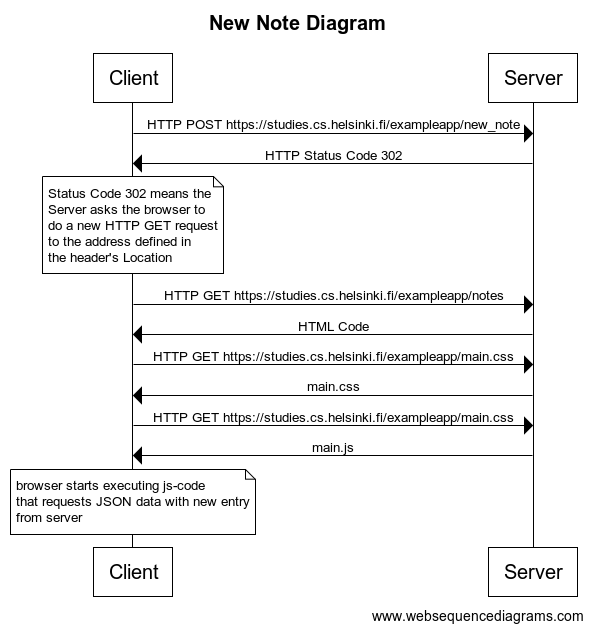 New Note Diagram
Client
Server
HTTP POST https://studies.cs.helsinki.fi/exampleapp/new_note
HTTP Status Code 302
Status Code 302 means the
Server asks the browser to
do a new HTTP GET request
to the address defined in
the header's Location
HTTP GET https://studies.cs.helsinki.fi/exampleapp/notes
HTML Code
HTTP GET https://studies.cs.helsinki.fi/exampleapp/main.css
main.css
HTTP GET https://studies.cs.helsinki.fi/exampleapp/main.css
main.js
browser starts executing js-code
that requests JSON data with new entry
from server
Client
Server
www.websequencediagrams.com